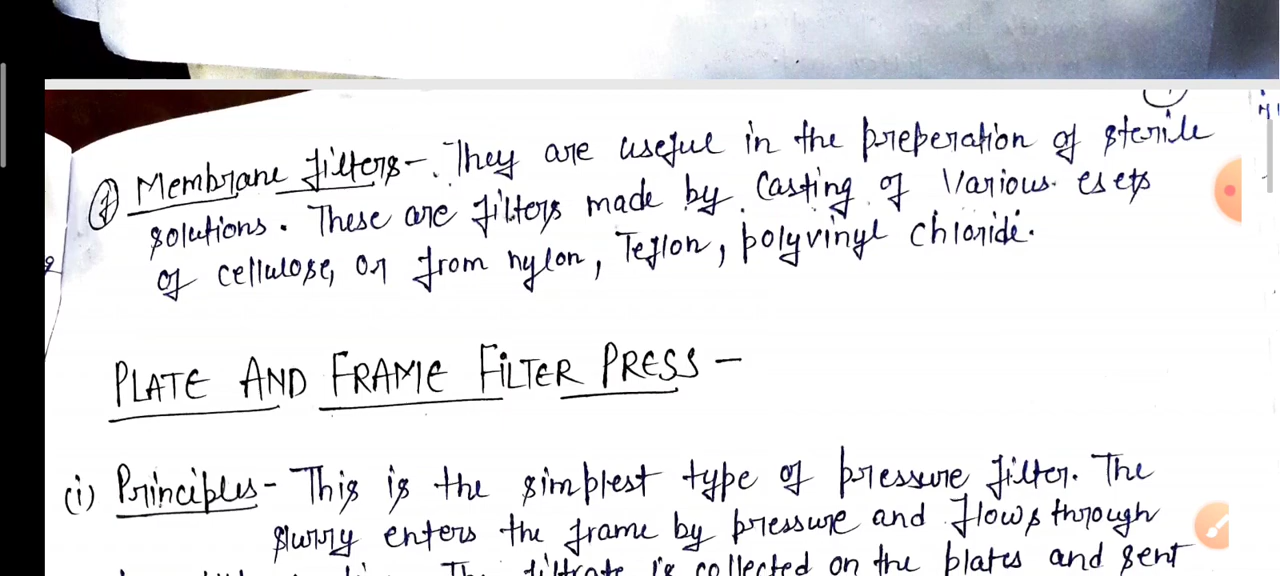 ⑦ Membrane filters - They are useful in the preperation of sterile
solutions. These are filters made by casting of various esets
of cellulose, or from nylon, Teflon, polyvinyl chloride.
PLATE AND FRAME FILTER PRESS -
(i) Principles - This is the simplest type of pressure filter. The
slurry enters the frame by pressure and flows through
The filtrate is collected on the plates and sent